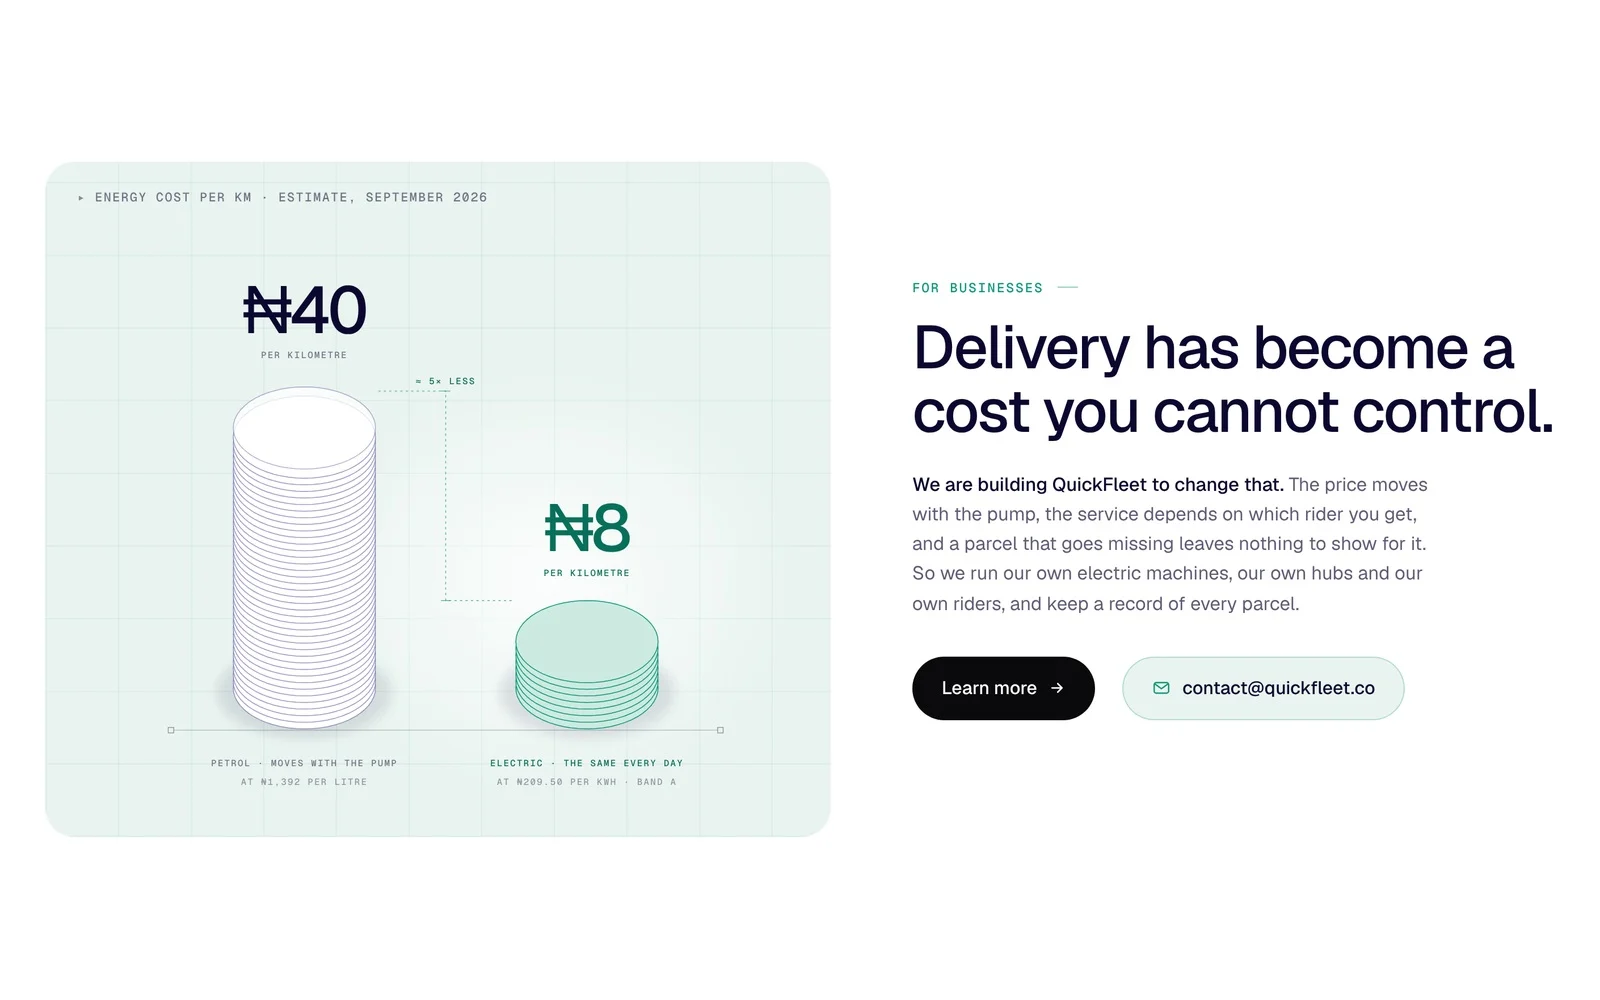 ▸ ENERGY COST PER KM · ESTIMATE, SEPTEMBER 2026
₦40
PER KILOMETRE
≈ 5× LESS
₦8
PER KILOMETRE
PETROL · MOVES WITH THE PUMP
AT ₦1,392 PER LITRE
ELECTRIC · THE SAME EVERY DAY
AT ₦209.50 PER KWH · BAND A
FOR BUSINESSES
Delivery has become a
cost you cannot control.
We are building QuickFleet to change that. The price moves
with the pump, the service depends on which rider you get,
and a parcel that goes missing leaves nothing to show for it.
So we run our own electric machines, our own hubs and our
own riders, and keep a record of every parcel.
Learn more →
contact@quickfleet.co